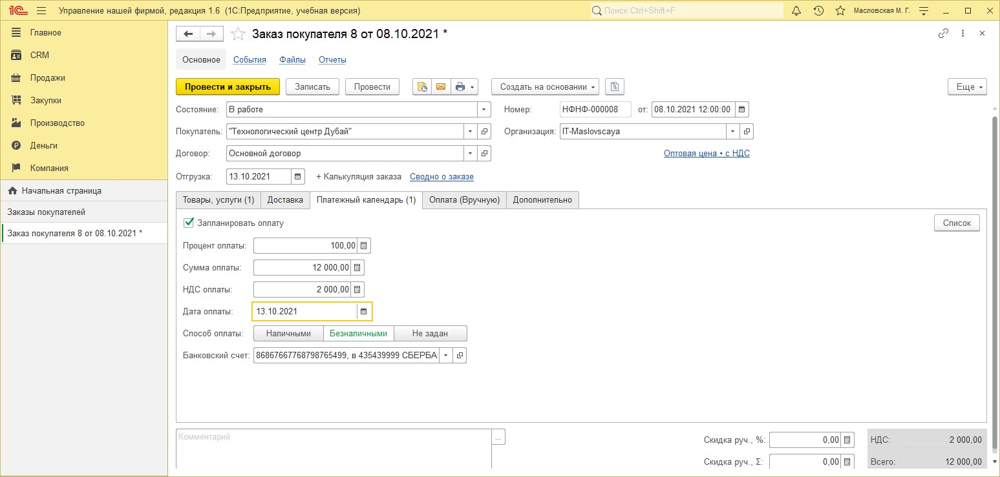 1С Управление нашей фирмой, редакция 1.6 (1С:Предприятие, учебная версия) Поиск Ctrl+Shift+F Масловская М. Г.
Главное
CRM
Продажи
Закупки
Производство
Деньги
Компания
Начальная страница
Заказы покупателей
Заказ покупателя 8 от 08.10.2021 *
Заказ покупателя 8 от 08.10.2021 *
Основное События Файлы Отчеты
Провести и закрыть Записать Провести Создать на основании Еще
Состояние: В работе Номер: НФНФ-000008 от: 08.10.2021 12:00:00
Покупатель: "Технологический центр Дубай" Организация: IT-Maslovscaya
Договор: Основной договор Оптовая цена • с НДС
Отгрузка: 13.10.2021 + Калькуляция заказа Сводно о заказе
Товары, услуги (1) Доставка Платежный календарь (1) Оплата (Вручную) Дополнительно
Запланировать оплату Список
Процент оплаты: 100,00
Сумма оплаты: 12 000,00
НДС оплаты: 2 000,00
Дата оплаты: 13.10.2021
Способ оплаты: Наличными Безналичными Не задан
Банковский счет: 86867667768798765499, в 435439999 СБЕРБА
Комментарий ...
Скидка руч., %: 0,00 НДС: 2 000,00
Скидка руч., Σ: 0,00 Всего: 12 000,00